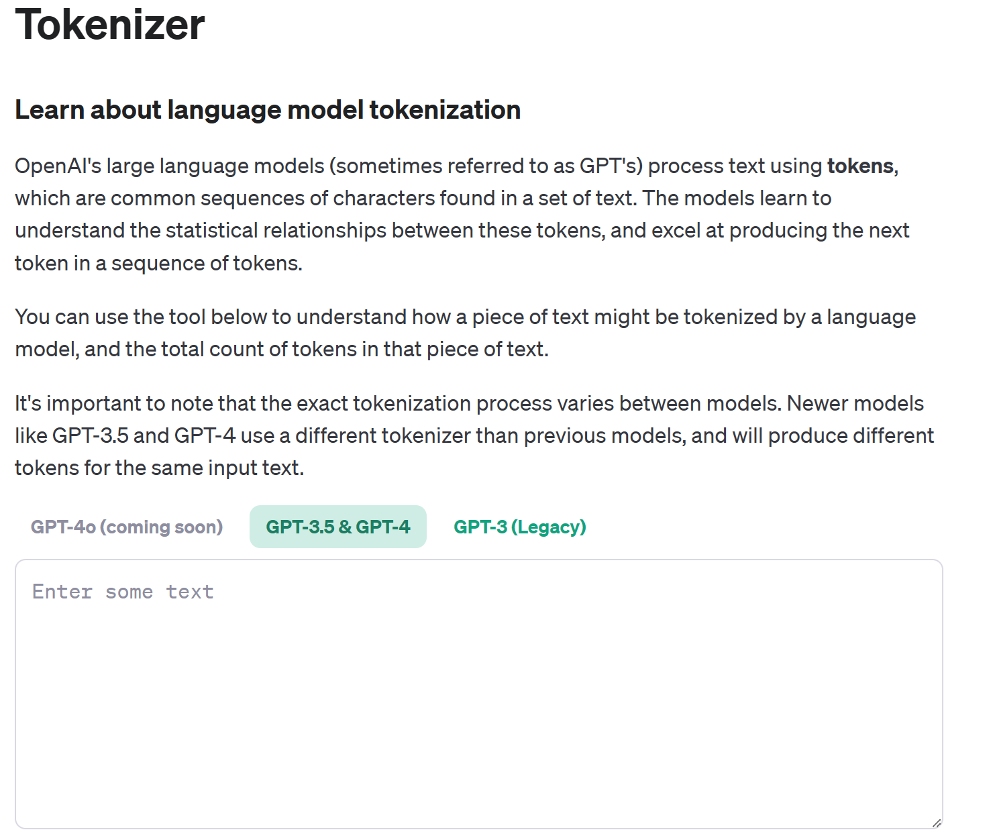 Tokenizer
Learn about language model tokenization
OpenAI's large language models (sometimes referred to as GPT's) process text using tokens,
which are common sequences of characters found in a set of text. The models learn to
understand the statistical relationships between these tokens, and excel at producing the next
token in a sequence of tokens.
You can use the tool below to understand how a piece of text might be tokenized by a language
model, and the total count of tokens in that piece of text.
It's important to note that the exact tokenization process varies between models. Newer models
like GPT-3.5 and GPT-4 use a different tokenizer than previous models, and will produce different
tokens for the same input text.
GPT-4o (coming soon) GPT-3.5 & GPT-4 GPT-3 (Legacy)
Enter some text